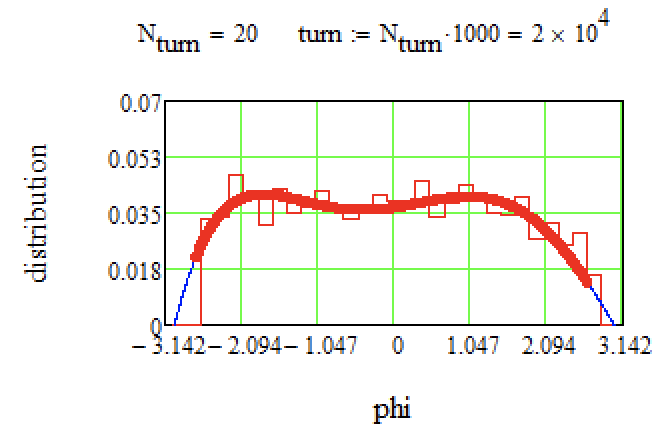 N_turn = 20 turn := N_turn·1000 = 2 × 10^4
0.07
0.053
0.035
0.018
0
distribution
− 3.142 − 2.094 − 1.047 0 1.047 2.094 3.142
phi